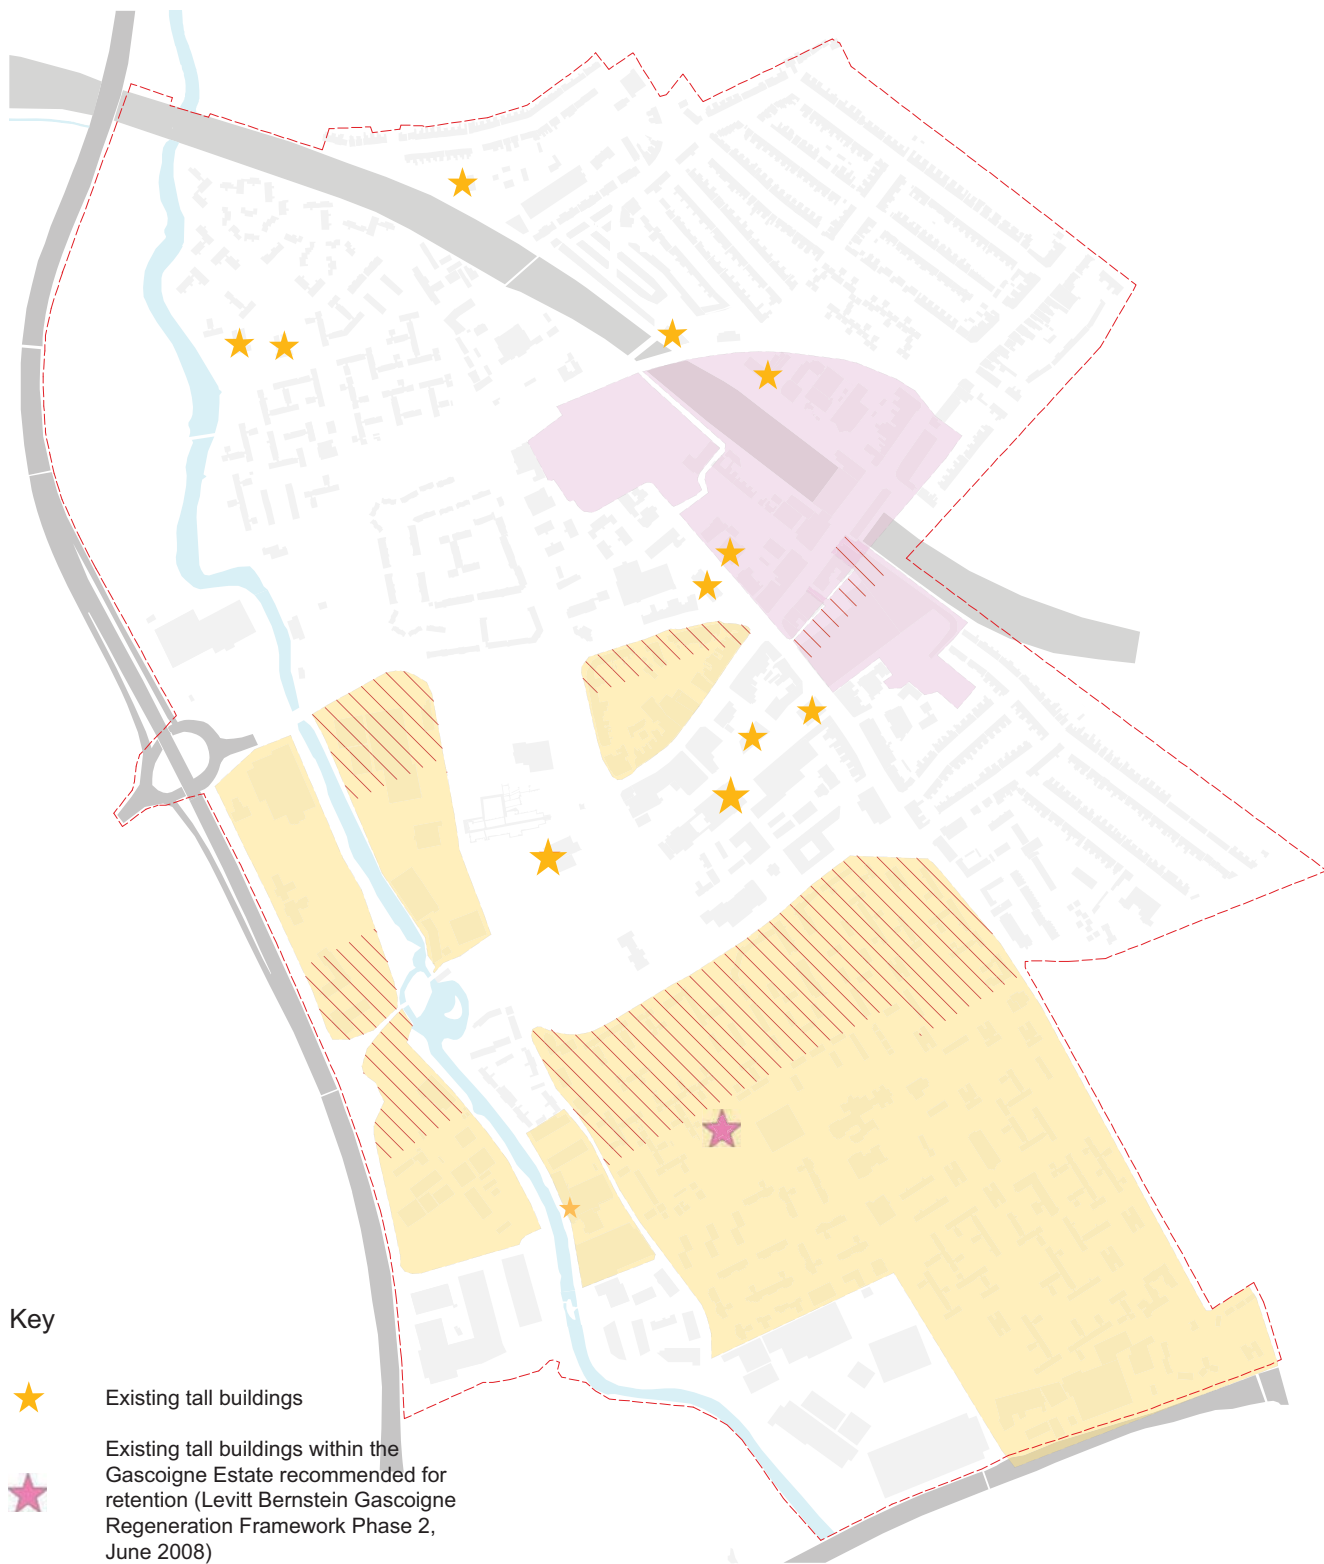 Key
Existing tall buildings
Existing tall buildings within the
Gascoigne Estate recommended for
retention (Levitt Bernstein Gascoigne
Regeneration Framework Phase 2,
June 2008)